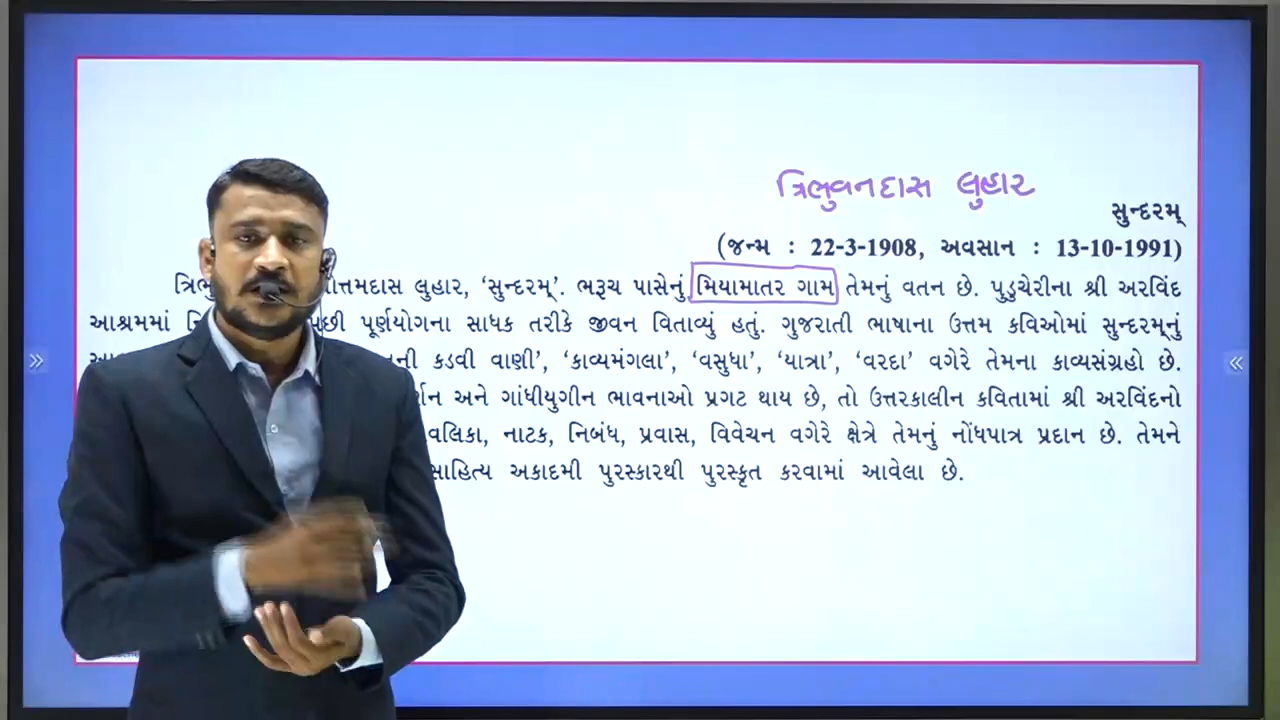 ત્રિભુવનદાસ લુહાર
સુન્દરમ્
(જન્મ : 22-3-1908, અવસાન : 13-10-1991)
લુહાર, ‘સુન્દરમ્’. ભરૂચ પાસેનું મિયામાતર ગામ તેમનું વતન છે. પુડુચેરીના શ્રી અરવિંદ
આશ્રમમાં પછી પૂર્ણયોગના સાધક તરીકે જીવન વિતાવ્યું હતું. ગુજરાતી ભાષાના ઉત્તમ કવિઓમાં સુન્દરમ્‌નું
કડવી વાણી’, ‘કાવ્યમંગલા’, ‘વસુધા’, ‘યાત્રા’, ‘વરદા’ વગેરે તેમના કાવ્યસંગ્રહો છે.
અને ગાંધીયુગીન ભાવનાઓ પ્રગટ થાય છે, તો ઉત્તરકાલીન કવિતામાં શ્રી અરવિંદનો
નાટક, નિબંધ, પ્રવાસ, વિવેચન વગેરે ક્ષેત્રે તેમનું નોંધપાત્ર પ્રદાન છે. તેમને
સાહિત્ય અકાદમી પુરસ્કારથી પુરસ્કૃત કરવામાં આવેલા છે.